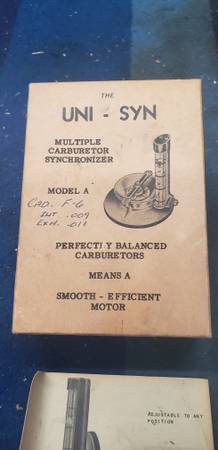 THE
UNI - SYN
MULTIPLE
CARBURETOR
SYNCHRONIZER
MODEL A
CAD. F-6
INT .009
EXH. .011
PERFECTLY BALANCED
CARBURETORS
MEANS A
SMOOTH - EFFICIENT
MOTOR
ADJUSTABLE TO ANY
POSITION